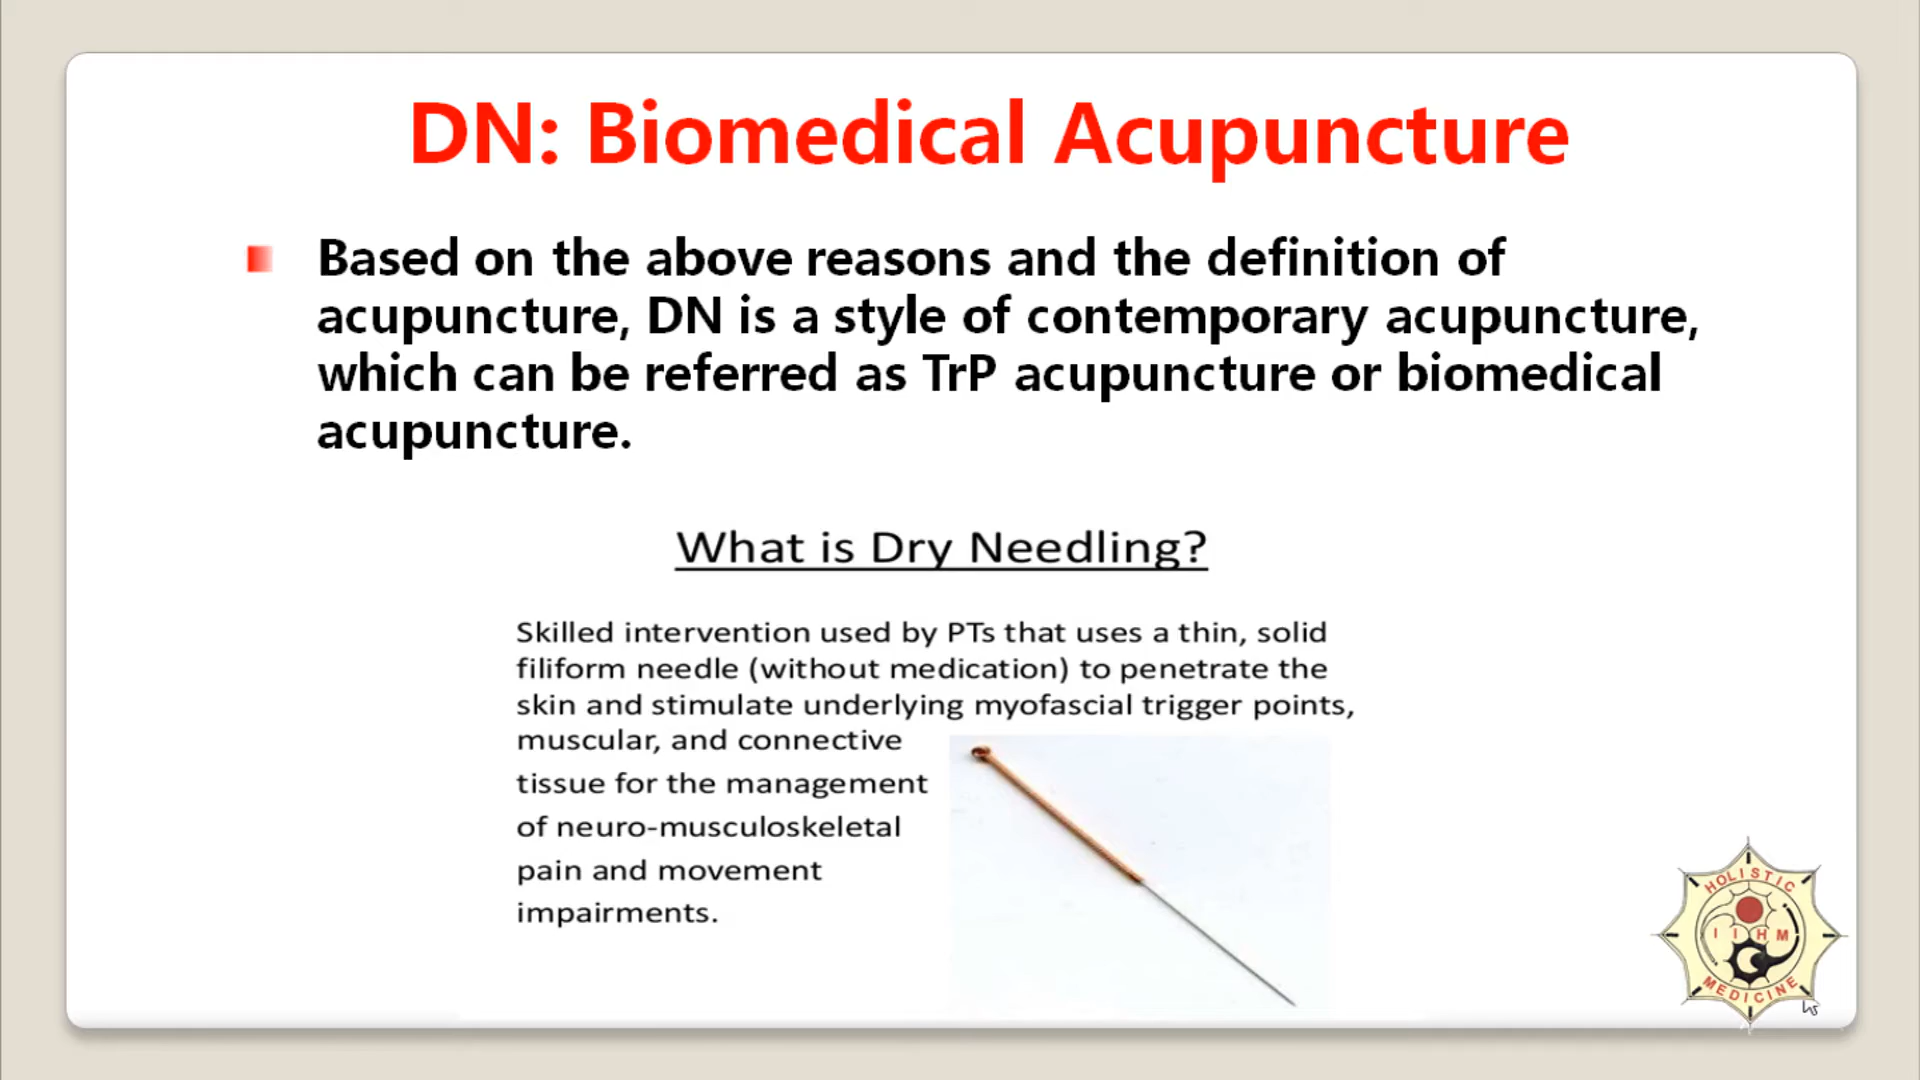 DN: Biomedical Acupuncture
Based on the above reasons and the definition of
acupuncture, DN is a style of contemporary acupuncture,
which can be referred as TrP acupuncture or biomedical
acupuncture.
What is Dry Needling?
Skilled intervention used by PTs that uses a thin, solid
filiform needle (without medication) to penetrate the
skin and stimulate underlying myofascial trigger points,
muscular, and connective
tissue for the management
of neuro-musculoskeletal
pain and movement
impairments.
HOLISTIC
I I H M
MEDICINE